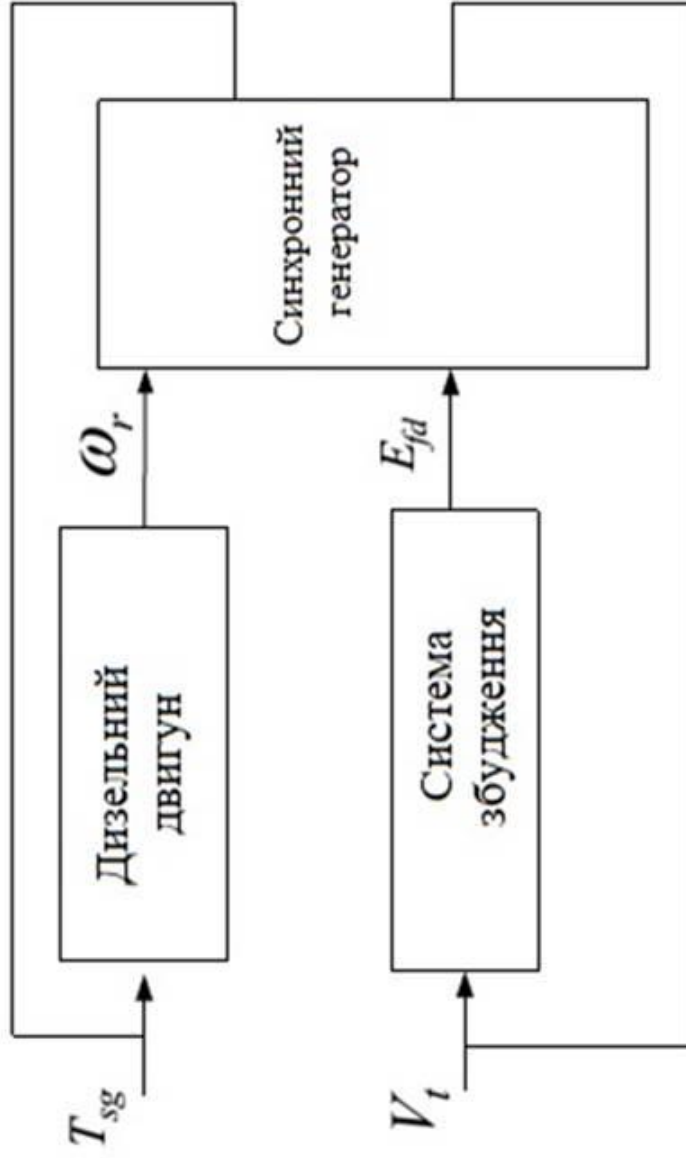 T_sg
Дизельний
двигун
ω_r
Синхронний
генератор
V_t
Система
збудження
E_fd